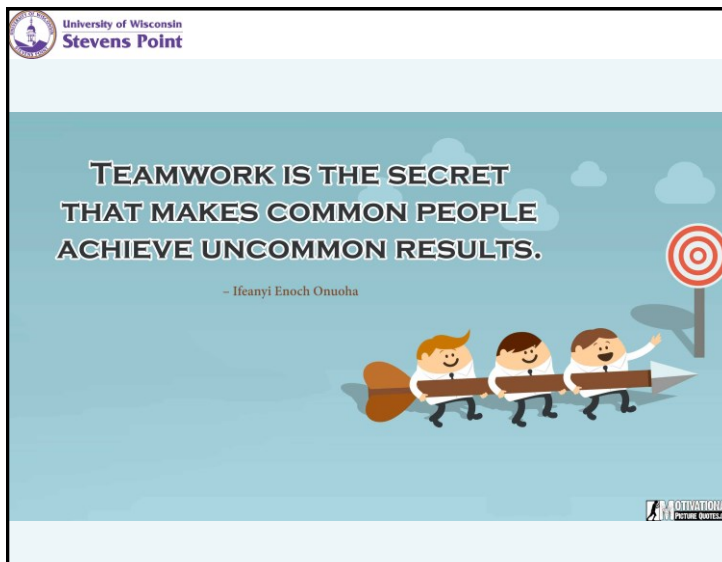 University of Wisconsin
Stevens Point
TEAMWORK IS THE SECRET
THAT MAKES COMMON PEOPLE
ACHIEVE UNCOMMON RESULTS.
– Ifeanyi Enoch Onuoha
MOTIVATIONA
PICTURE QUOTES.